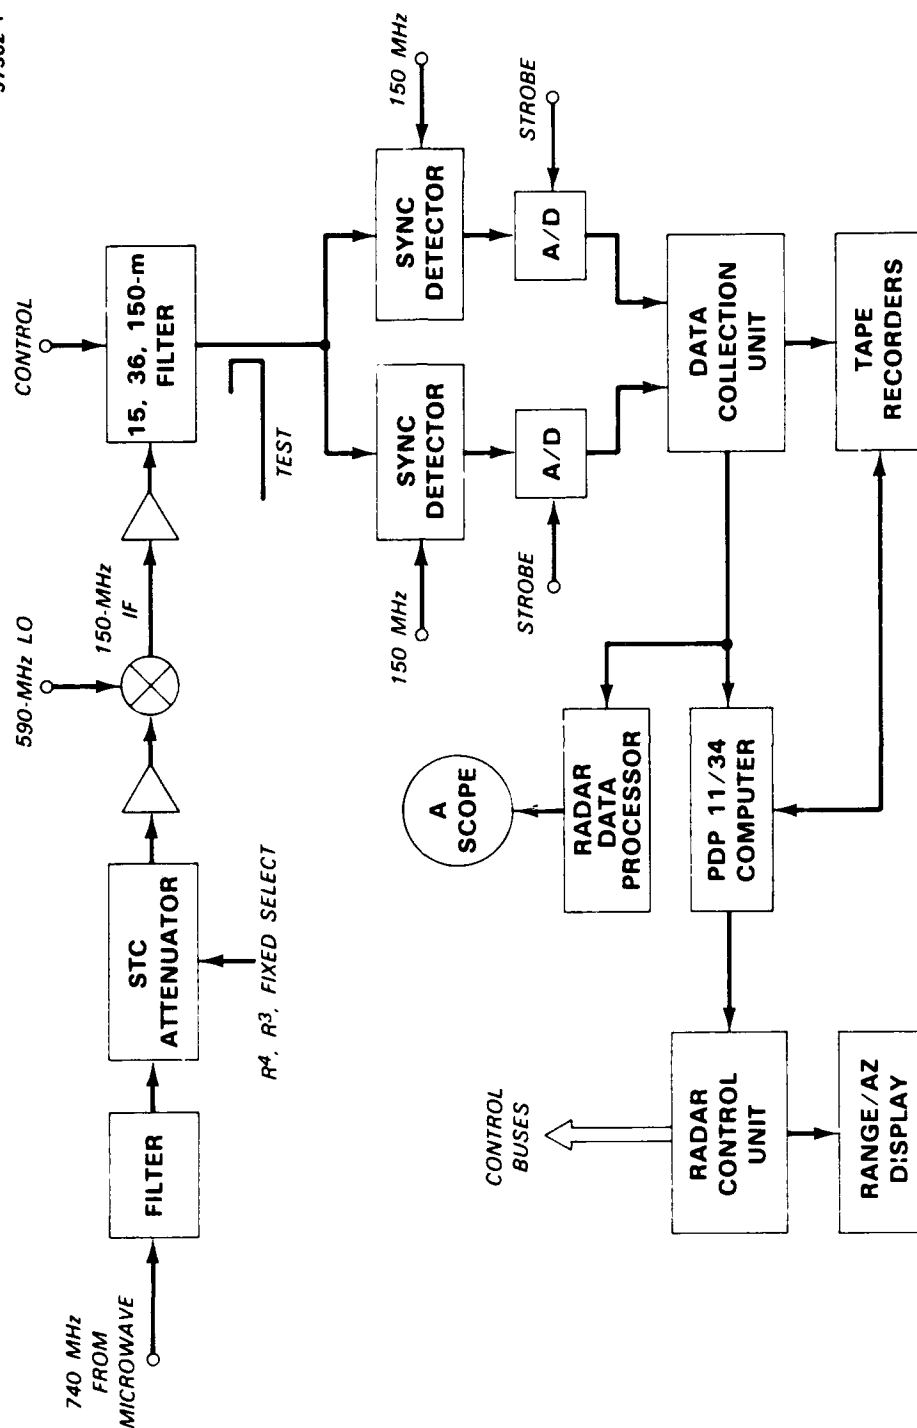 740 MHz
FROM
MICROWAVE
FILTER
STC
ATTENUATOR
R⁴, R³, FIXED SELECT
590-MHz LO
150-MHz
IF
CONTROL
15, 36, 150-m
FILTER
TEST
150 MHz
SYNC
DETECTOR
SYNC
DETECTOR
150 MHz
STROBE
A/D
A/D
STROBE
A
SCOPE
RADAR
DATA
PROCESSOR
DATA
COLLECTION
UNIT
CONTROL
BUSES
RADAR
CONTROL
UNIT
PDP 11/34
COMPUTER
RANGE/AZ
DISPLAY
TAPE
RECORDERS